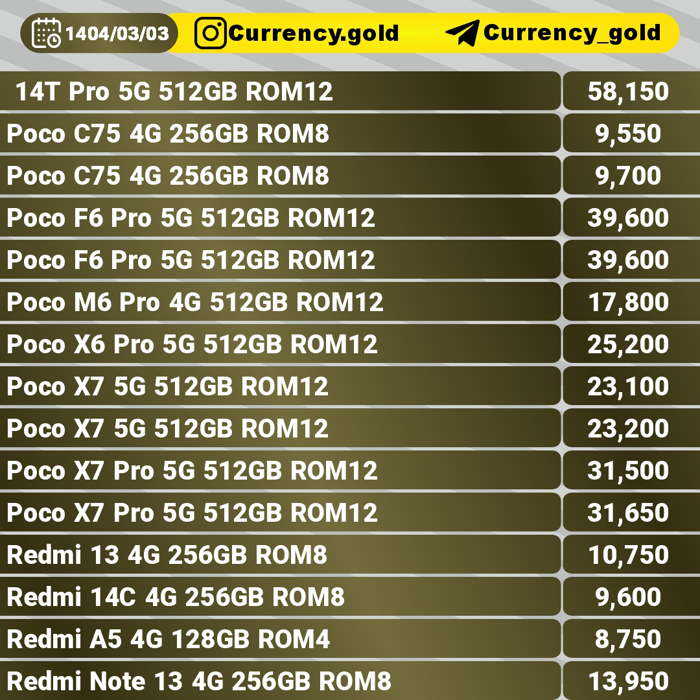 1404/03/03 Currency.gold Currency_gold
14T Pro 5G 512GB ROM12 58,150
Poco C75 4G 256GB ROM8 9,550
Poco C75 4G 256GB ROM8 9,700
Poco F6 Pro 5G 512GB ROM12 39,600
Poco F6 Pro 5G 512GB ROM12 39,600
Poco M6 Pro 4G 512GB ROM12 17,800
Poco X6 Pro 5G 512GB ROM12 25,200
Poco X7 5G 512GB ROM12 23,100
Poco X7 5G 512GB ROM12 23,200
Poco X7 Pro 5G 512GB ROM12 31,500
Poco X7 Pro 5G 512GB ROM12 31,650
Redmi 13 4G 256GB ROM8 10,750
Redmi 14C 4G 256GB ROM8 9,600
Redmi A5 4G 128GB ROM4 8,750
Redmi Note 13 4G 256GB ROM8 13,950